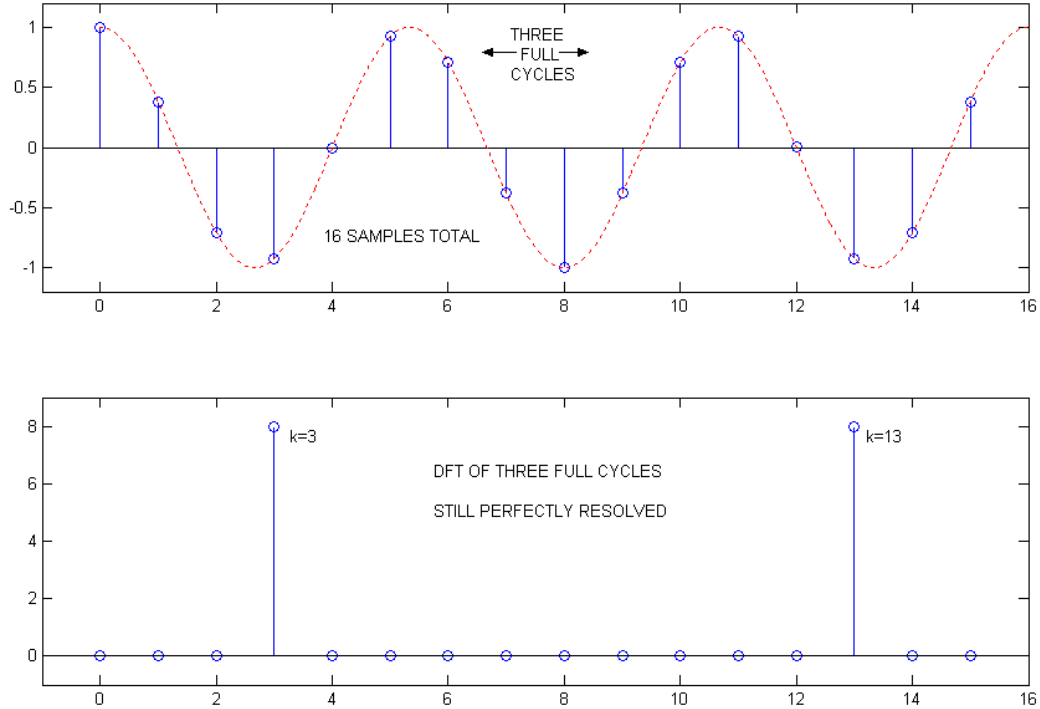 1
0.5
0
-0.5
-1
THREE
FULL
CYCLES
16 SAMPLES TOTAL
0 2 4 6 8 10 12 14 16
8
6
4
2
0
k=3
k=13
DFT OF THREE FULL CYCLES
STILL PERFECTLY RESOLVED
0 2 4 6 8 10 12 14 16